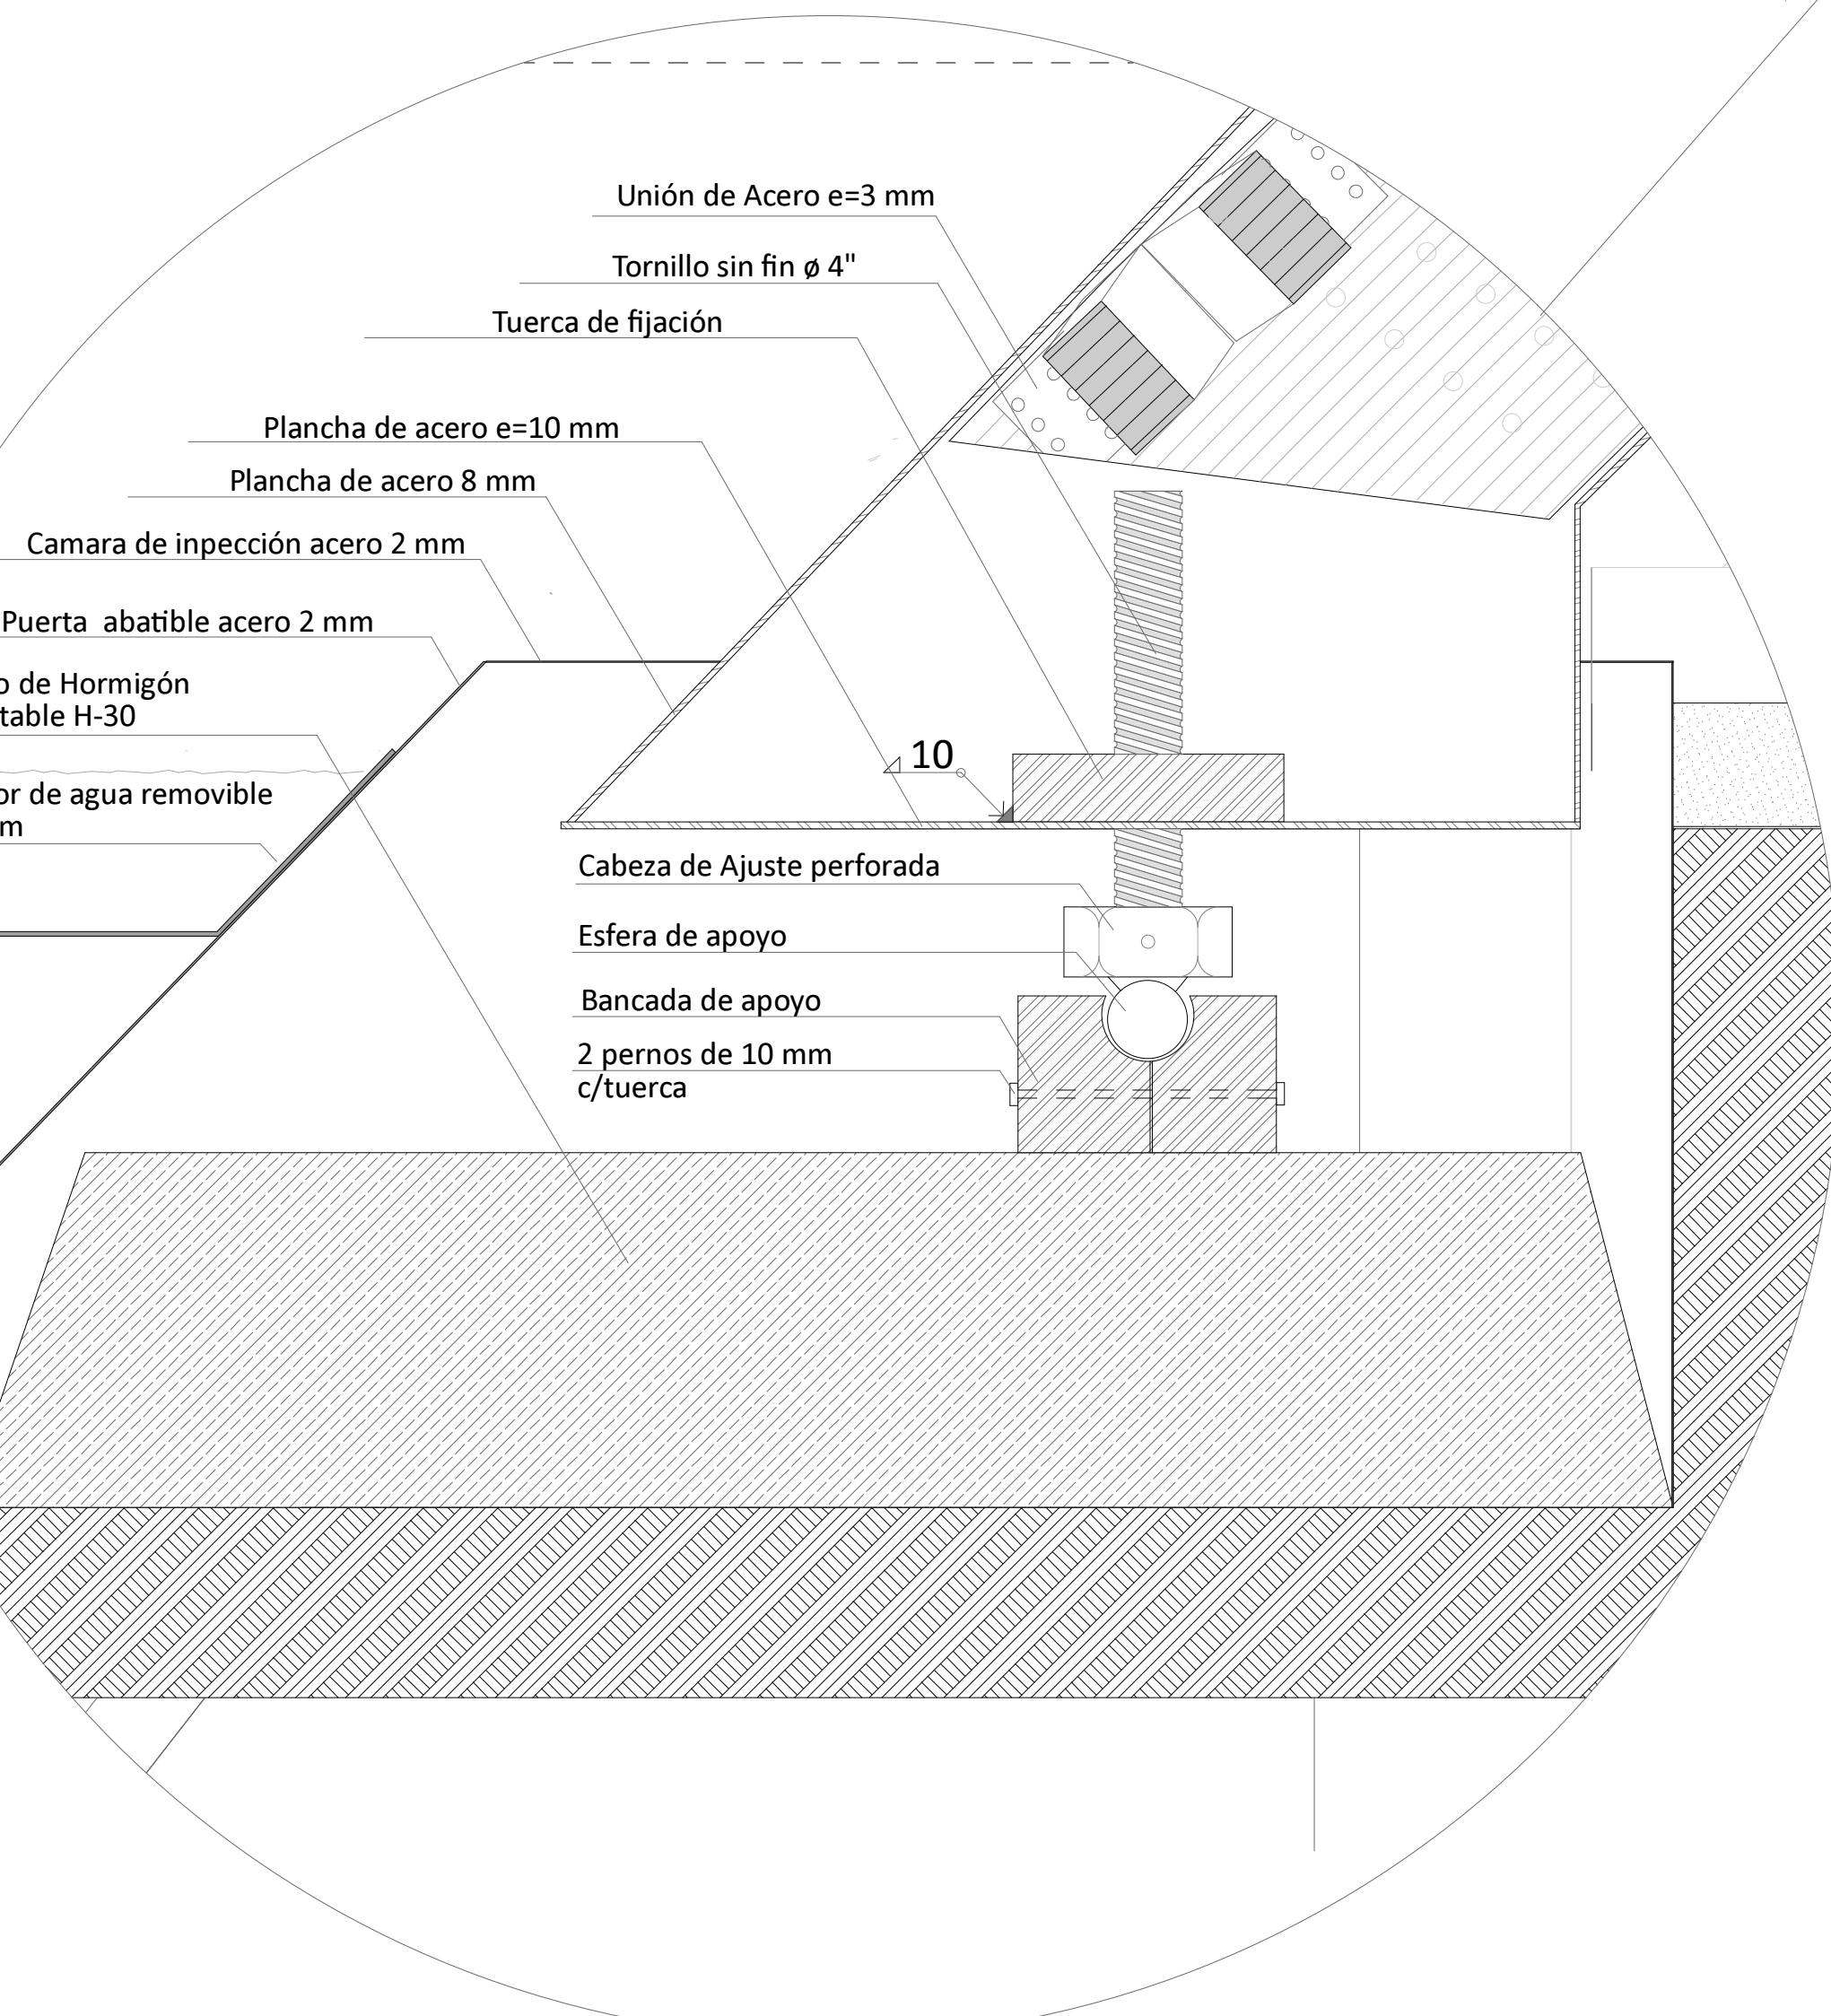 Unión de Acero e=3 mm
Tornillo sin fin ø 4"
Tuerca de fijación
Plancha de acero e=10 mm
Plancha de acero 8 mm
Camara de inpección acero 2 mm
Puerta abatible acero 2 mm
o de Hormigón
table H-30
10
or de agua removible
m
Cabeza de Ajuste perforada
Esfera de apoyo
Bancada de apoyo
2 pernos de 10 mm
c/tuerca